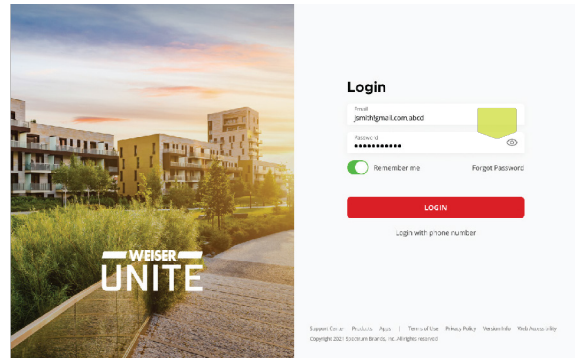 Login
Email
jsmith!gmail.com,abcd
Password
Remember me
Forgot Password
LOGIN
Login with phone number
WEISER
UNITE
Support Center Products Apps | Terms of Use Privacy Policy Version Info Web Accessibility
Copyright 2021 Spectrum Brands, Inc. All rights reserved